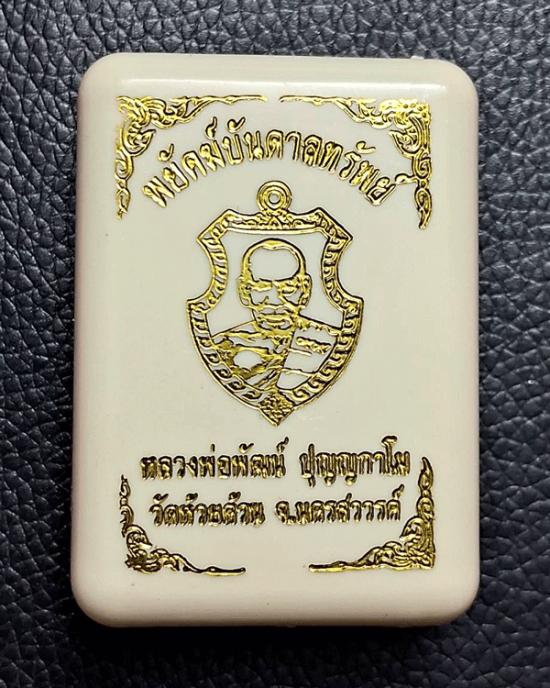 พยัคฆ์บันดาลทรัพย์
หลวงพ่อพัฒน์ ปุญญกาโม
วัดห้วยด้วน จ.นครสวรรค์